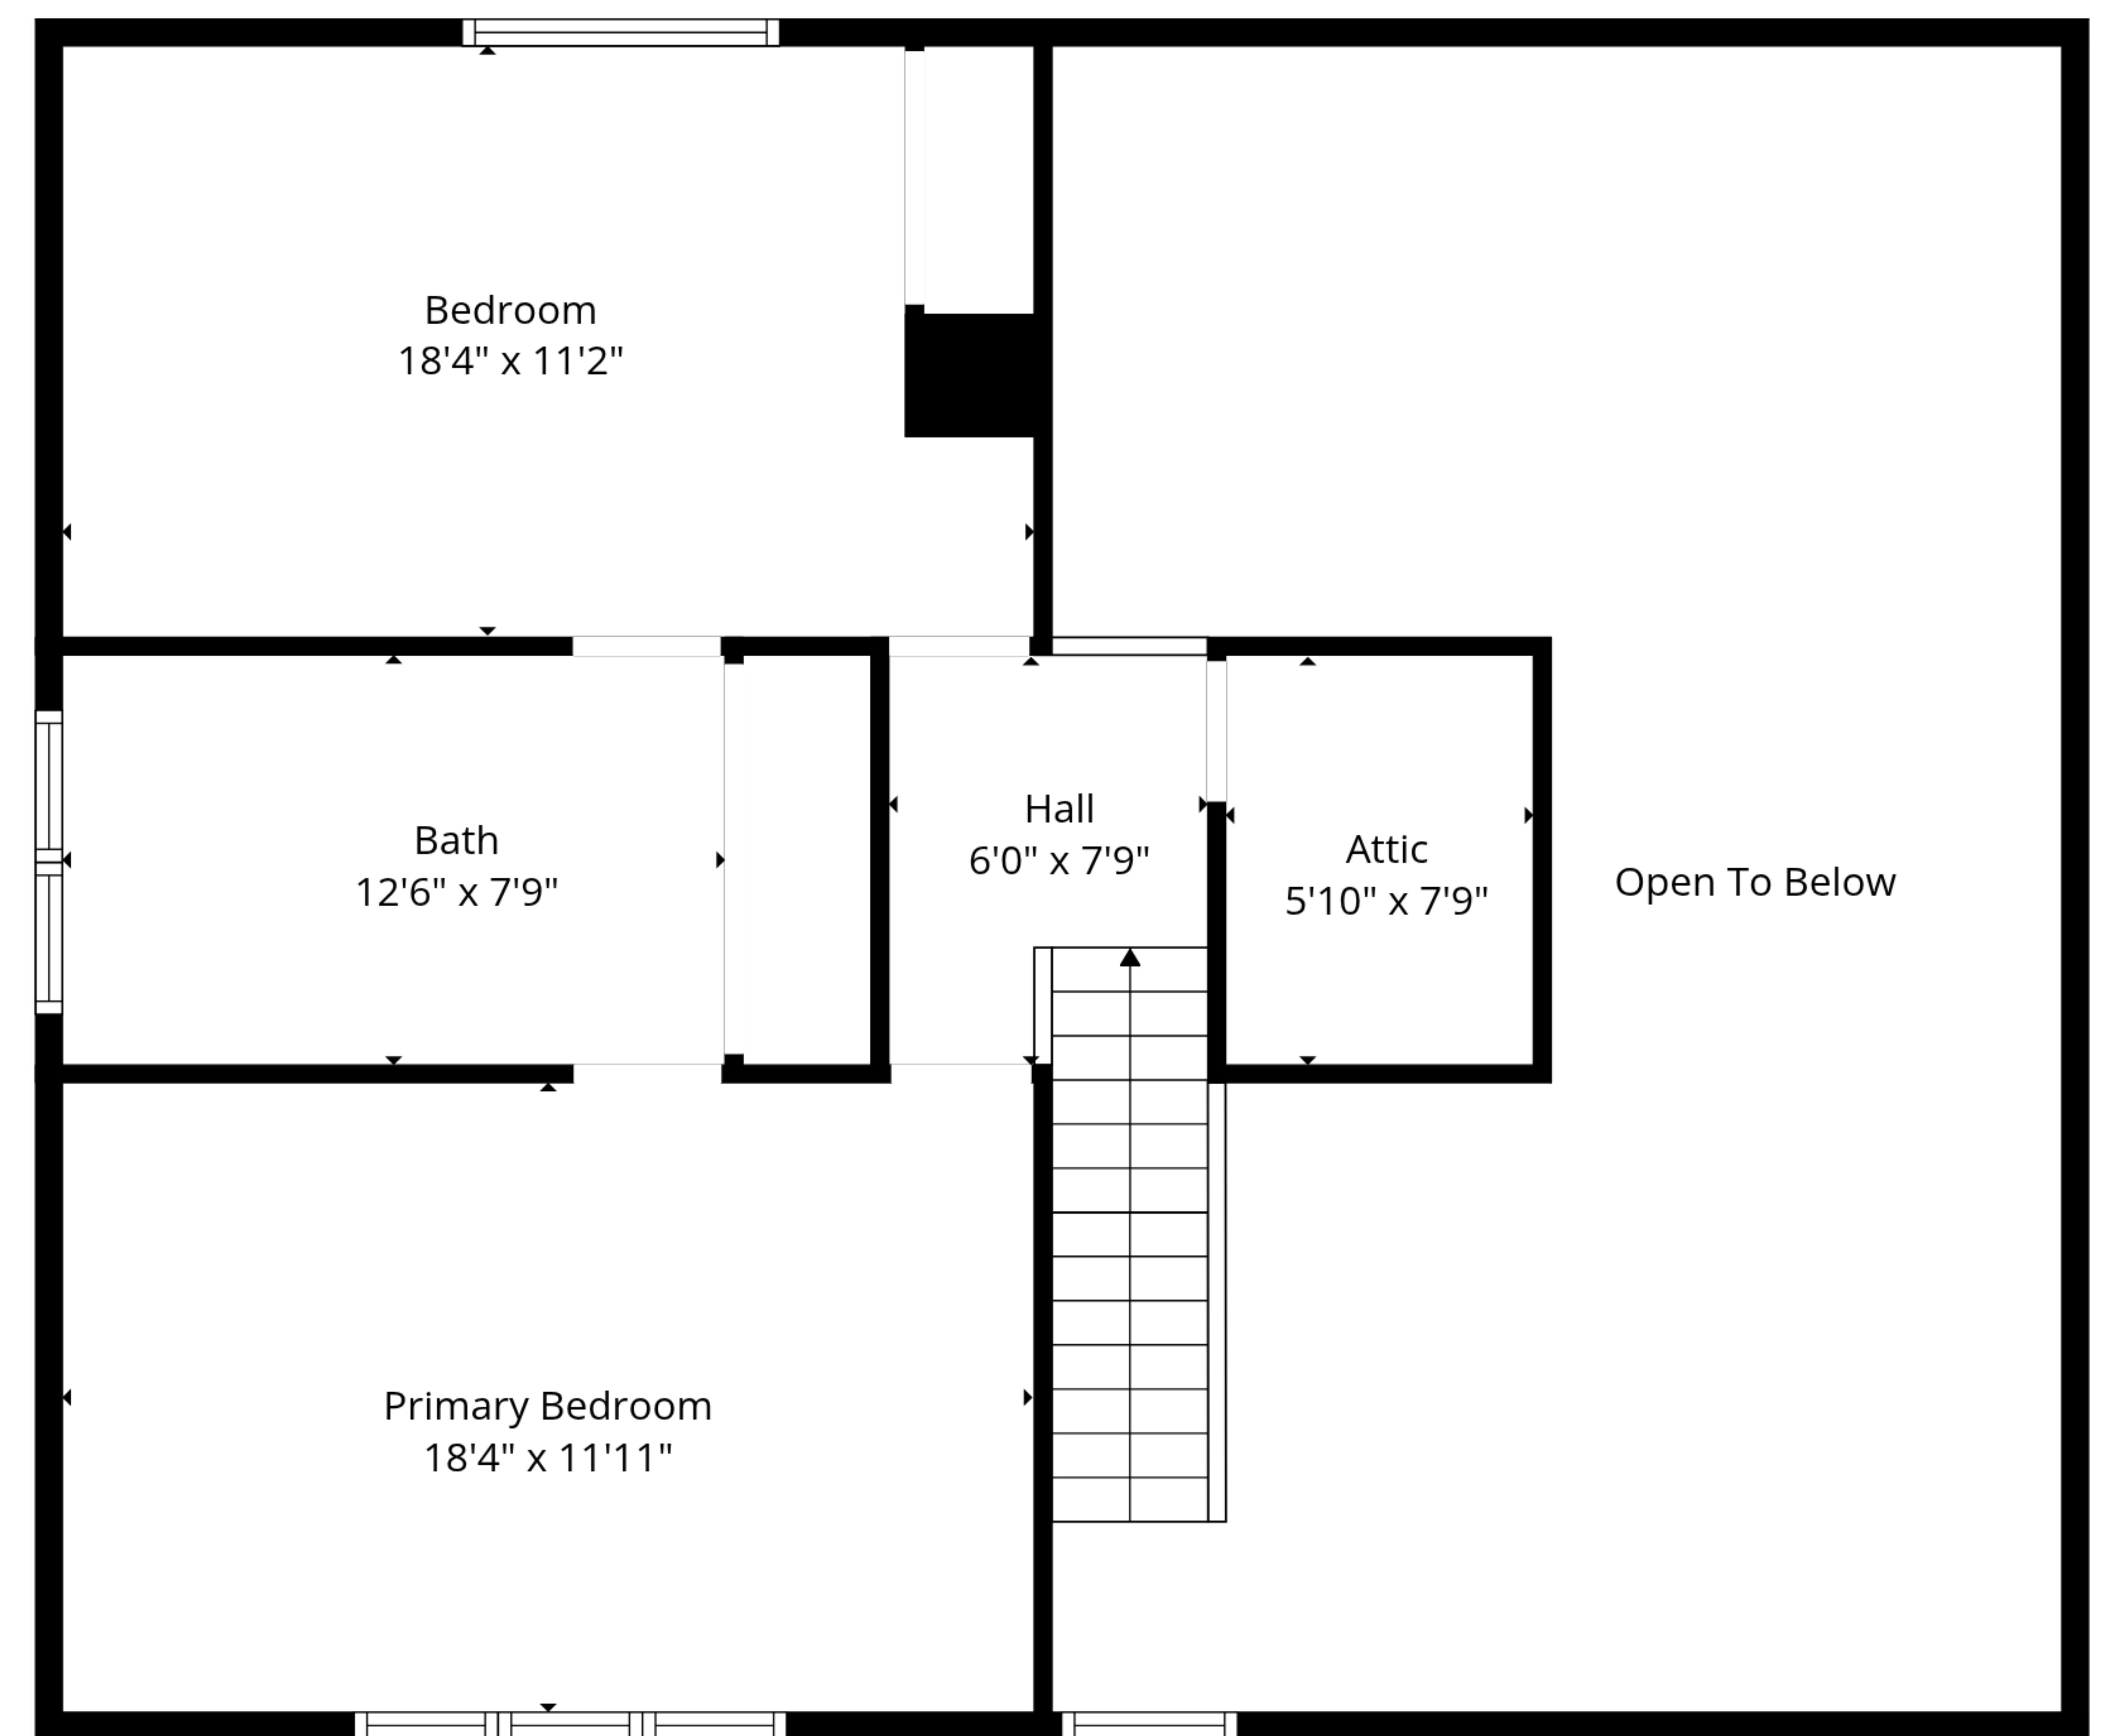 Bedroom
18'4" x 11'2"
Bath
12'6" x 7'9"
Hall
6'0" x 7'9"
Attic
5'10" x 7'9"
Open To Below
Primary Bedroom
18'4" x 11'11"